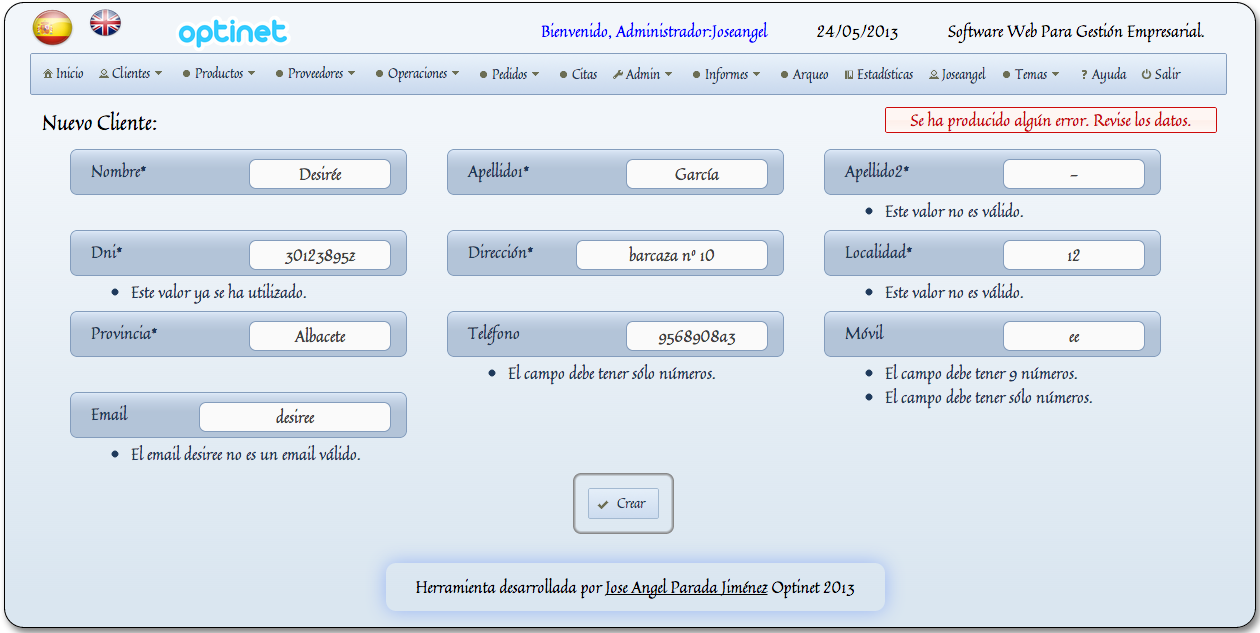 optinet Bienvenido, Administrador:Joseangel 24/05/2013 Software Web Para Gestión Empresarial.
Inicio Clientes Productos Proveedores Operaciones Pedidos Citas Admin Informes Arqueo Estadísticas Joseangel Temas ? Ayuda Salir
Nuevo Cliente: Se ha producido algún error. Revise los datos.
Nombre* Desirée Apellido1* García Apellido2* -
• Este valor no es válido.
Dni* 30123895z Dirección* barcaza nº 10 Localidad* 12
• Este valor ya se ha utilizado. • Este valor no es válido.
Provincia* Albacete Teléfono 9568908a3 Móvil ee
• El campo debe tener sólo números. • El campo debe tener 9 números.
• El campo debe tener sólo números.
Email desiree
• El email desiree no es un email válido.
Crear
Herramienta desarrollada por Jose Angel Parada Jiménez Optinet 2013